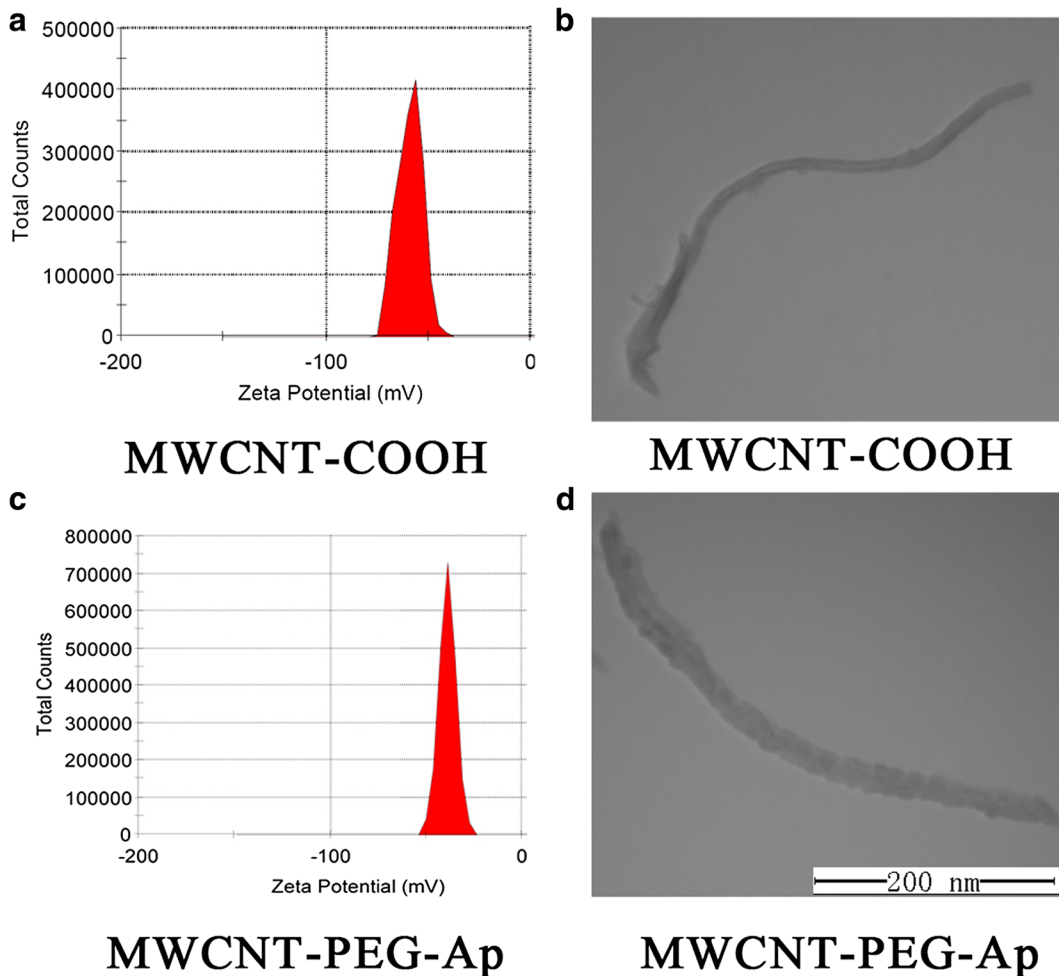 a
500000
400000
300000
200000
100000
0
Total Counts
-200
-100
0
Zeta Potential (mV)
MWCNT-COOH
b
MWCNT-COOH
c
800000
700000
600000
500000
400000
300000
200000
100000
0
Total Counts
-200
-100
0
Zeta Potential (mV)
MWCNT-PEG-Ap
d
200 nm
MWCNT-PEG-Ap